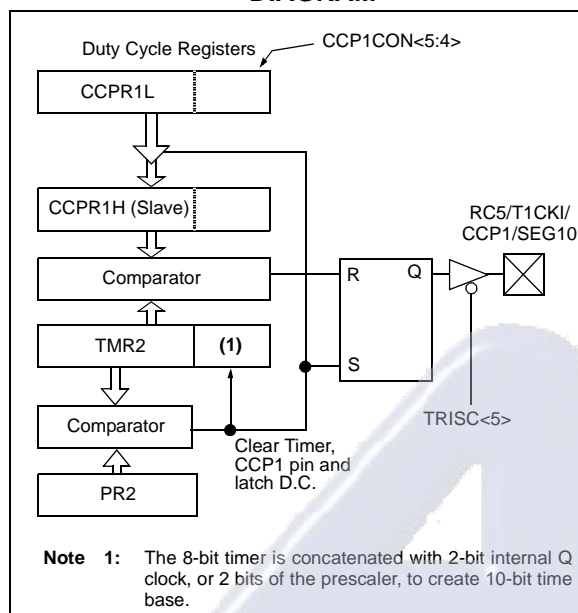 Duty Cycle Registers
CCP1CON<5:4>
CCPR1L
CCPR1H (Slave)
RC5/T1CKI/
CCP1/SEG10
Comparator
R
Q
TMR2
(1)
S
Comparator
Clear Timer,
CCP1 pin and
latch D.C.
TRISC<5>
PR2
Note 1: The 8-bit timer is concatenated with 2-bit internal Q
clock, or 2 bits of the prescaler, to create 10-bit time
base.